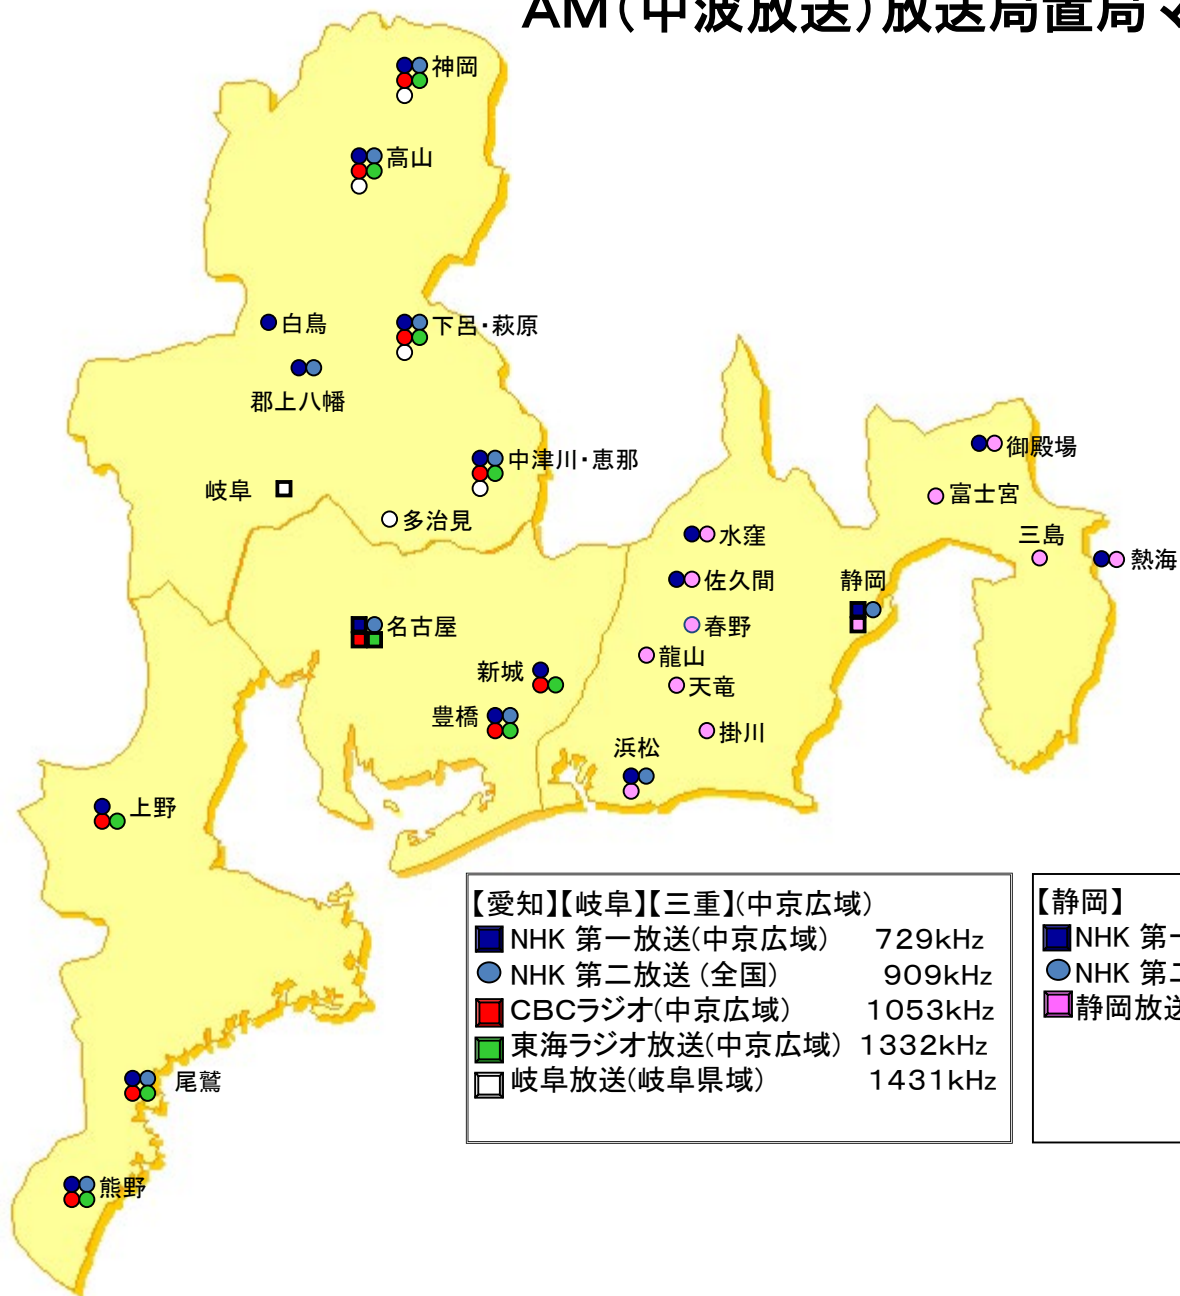 AM(中波放送)放送局置局
神岡
高山
白鳥
下呂・萩原
郡上八幡
中津川・恵那
岐阜
多治見
御殿場
富士宮
三島
熱海
水窪
佐久間
静岡
春野
名古屋
龍山
新城
天竜
豊橋
掛川
浜松
上野
尾鷲
熊野
【愛知】【岐阜】【三重】(中京広域)
NHK 第一放送(中京広域) 729kHz
NHK 第二放送 (全国) 909kHz
CBCラジオ(中京広域) 1053kHz
東海ラジオ放送(中京広域) 1332kHz
岐阜放送(岐阜県域) 1431kHz
【静岡】
NHK 第一
NHK 第二
静岡放送